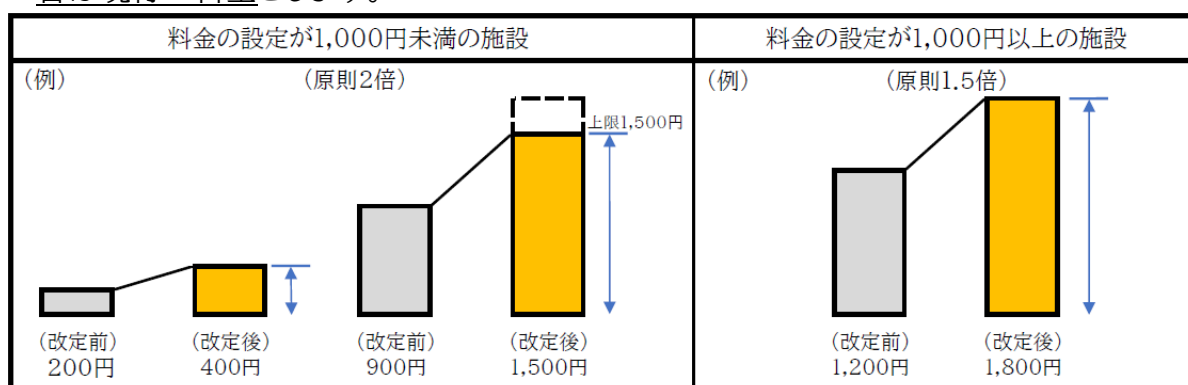 料金の設定が1,000円未満の施設
料金の設定が1,000円以上の施設
(例)
(原則2倍)
上限1,500円
(改定前)
200円
(改定後)
400円
(改定前)
900円
(改定後)
1,500円
(例)
(原則1.5倍)
(改定前)
1,200円
(改定後)
1,800円